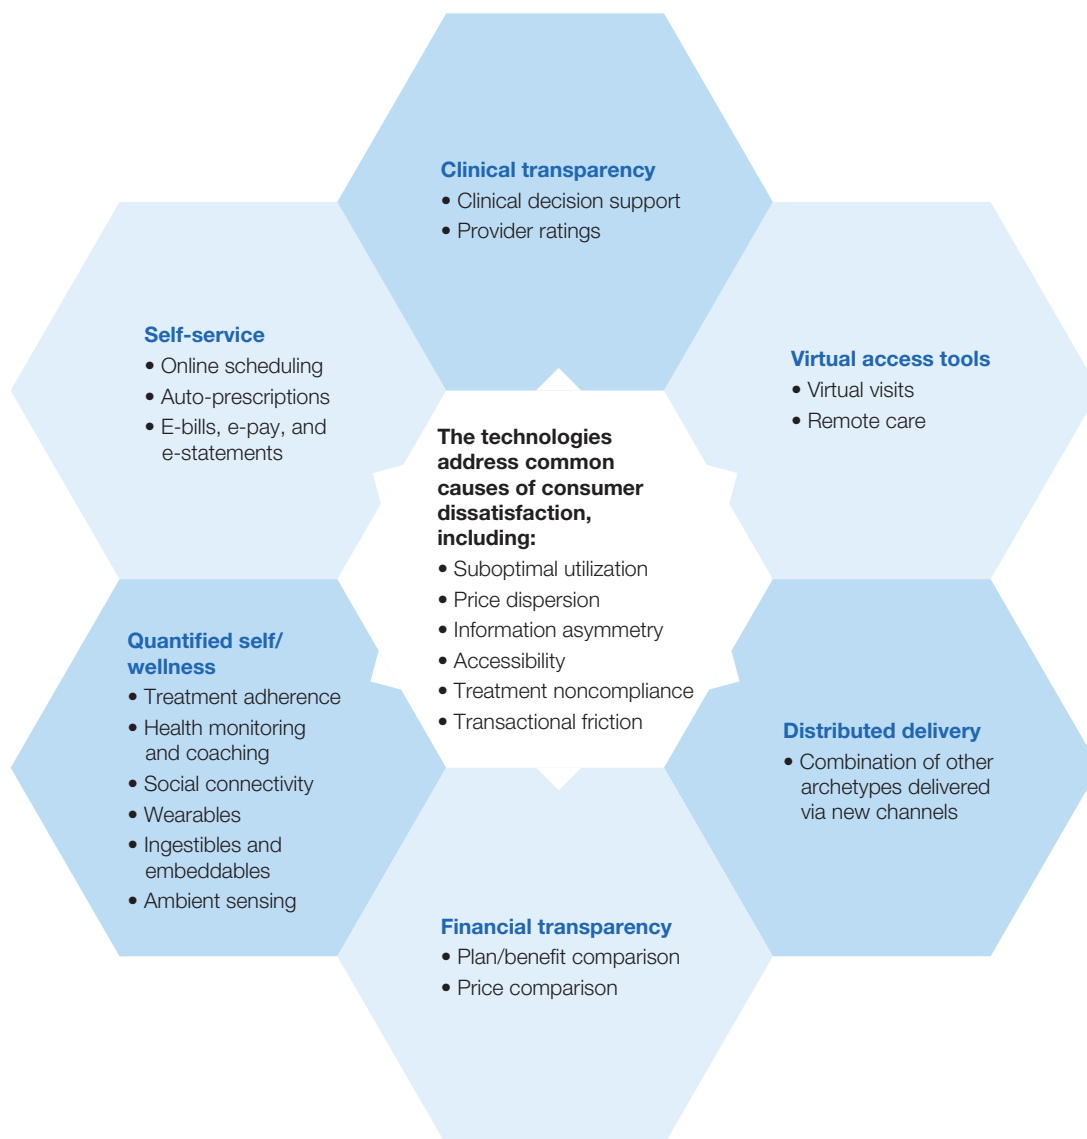 Clinical transparency
• Clinical decision support
• Provider ratings
Self-service
• Online scheduling
• Auto-prescriptions
• E-bills, e-pay, and
e-statements
Virtual access tools
• Virtual visits
• Remote care
The technologies
address common
causes of consumer
dissatisfaction,
including:
• Suboptimal utilization
• Price dispersion
• Information asymmetry
• Accessibility
• Treatment noncompliance
• Transactional friction
Quantified self/
wellness
• Treatment adherence
• Health monitoring
and coaching
• Social connectivity
• Wearables
• Ingestibles and
embeddables
• Ambient sensing
Distributed delivery
• Combination of other
archetypes delivered
via new channels
Financial transparency
• Plan/benefit comparison
• Price comparison